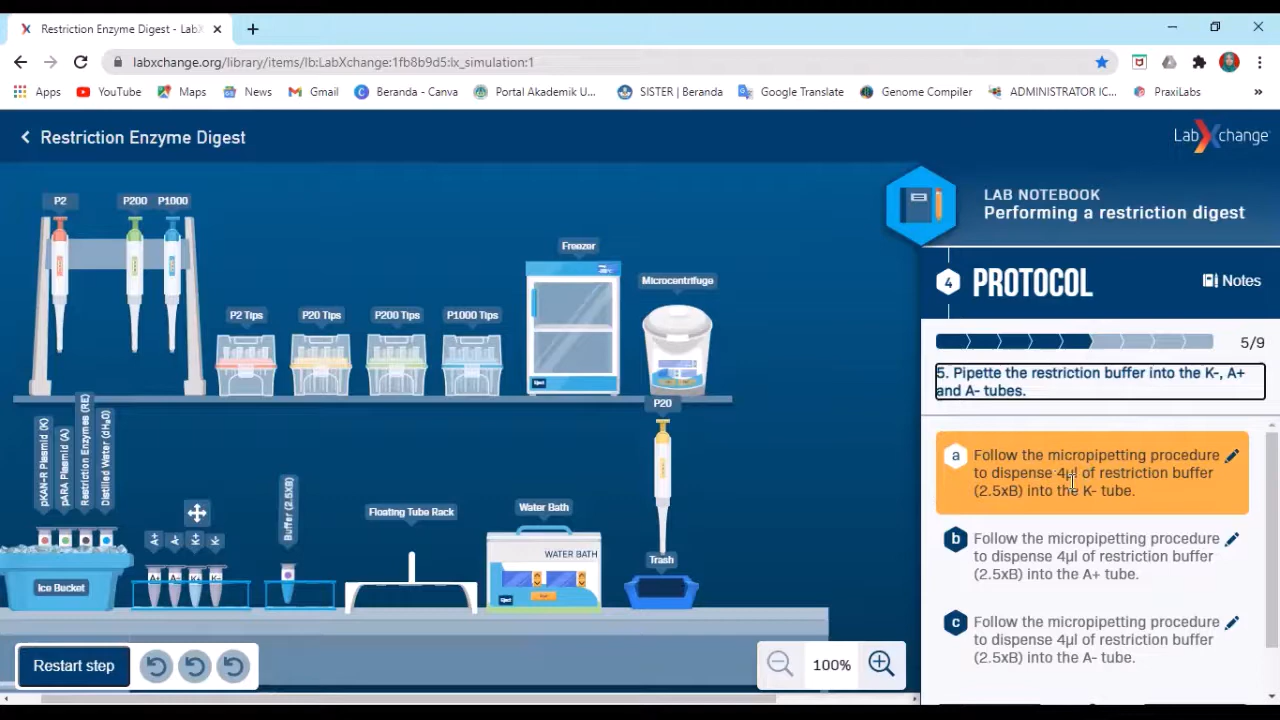 Restriction Enzyme Digest - LabX
labxchange.org/library/items/lb:LabXchange:1fb8b9d5:lx_simulation:1
Apps YouTube Maps News Gmail Beranda - Canva Portal Akademik U... SISTER | Beranda Google Translate Genome Compiler ADMINISTRATOR IC... PraxiLabs »
Restriction Enzyme Digest
LabXchange
P2 P200 P1000
Freezer
Microcentrifuge
P2 Tips P20 Tips P200 Tips P1000 Tips
Eject
P20
pKAN-R Plasmid (K)
pARA Plasmid (A)
Restriction Enzymes (RE)
Distilled Water (dH₂O)
Buffer (2.5xB)
Floating Tube Rack
Water Bath
WATER BATH
Eject
Trash
A+ A- K+ K-
A+ A- K+ K-
Ice Bucket
Restart step
100%
LAB NOTEBOOK
Performing a restriction digest
4 PROTOCOL Notes
5/9
5. Pipette the restriction buffer into the K-, A+
and A- tubes.
a Follow the micropipetting procedure
to dispense 4µl of restriction buffer
(2.5xB) into the K- tube.
b Follow the micropipetting procedure
to dispense 4µl of restriction buffer
(2.5xB) into the A+ tube.
c Follow the micropipetting procedure
to dispense 4µl of restriction buffer
(2.5xB) into the A- tube.